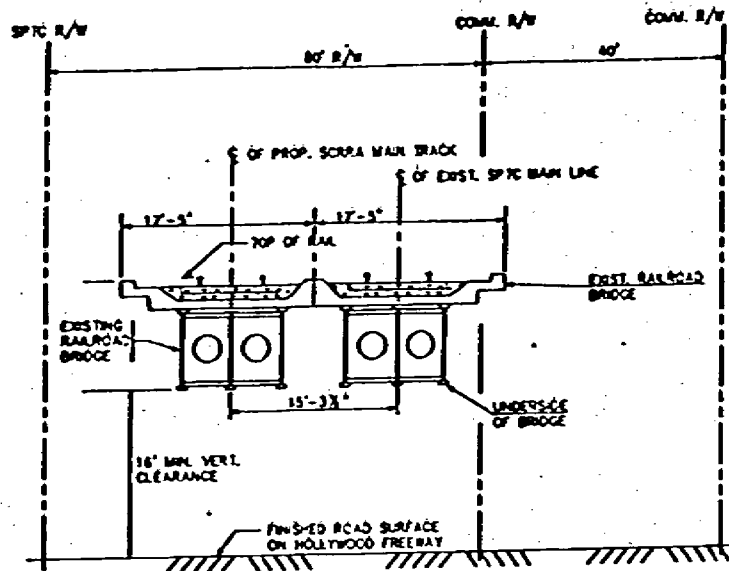 SPTC R/W
COMM. R/W
COMM. R/W
80' R/W
40'
℄ OF PROP. SCRRA MAIN TRACK
℄ OF EXIST. SPTC MAIN LINE
17'-5"
17'-5"
TOP OF RAIL
EXIST. RAILROAD
BRIDGE
EXISTING
RAILROAD
BRIDGE
UNDERSIDE
OF BRIDGE
16' MIN. VERT.
CLEARANCE
FINISHED ROAD SURFACE
ON HOLLYWOOD FREEWAY